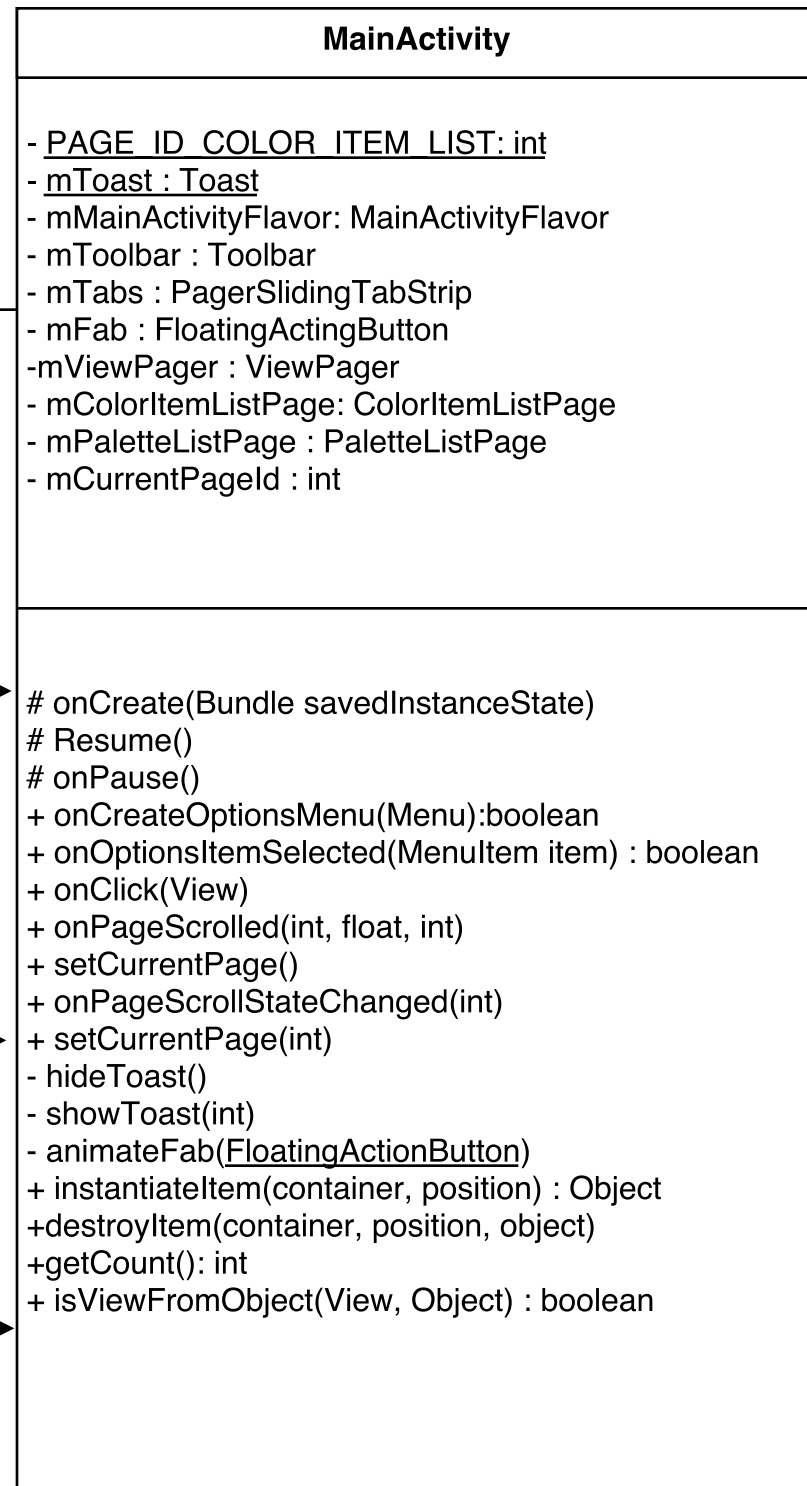 MainActivity
- PAGE_ID_COLOR_ITEM_LIST: int
- mToast : Toast
- mMainActivityFlavor: MainActivityFlavor
- mToolbar : Toolbar
- mTabs : PagerSlidingTabStrip
- mFab : FloatingActingButton
-mViewPager : ViewPager
- mColorItemListPage: ColorItemListPage
- mPaletteListPage : PaletteListPage
- mCurrentPageId : int
# onCreate(Bundle savedInstanceState)
# Resume()
# onPause()
+ onCreateOptionsMenu(Menu):boolean
+ onOptionsItemSelected(MenuItem item) : boolean
+ onClick(View)
+ onPageScrolled(int, float, int)
+ setCurrentPage()
+ onPageScrollStateChanged(int)
+ setCurrentPage(int)
- hideToast()
- showToast(int)
- animateFab(FloatingActionButton)
+ instantiateItem(container, position) : Object
+destroyItem(container, position, object)
+getCount(): int
+ isViewFromObject(View, Object) : boolean